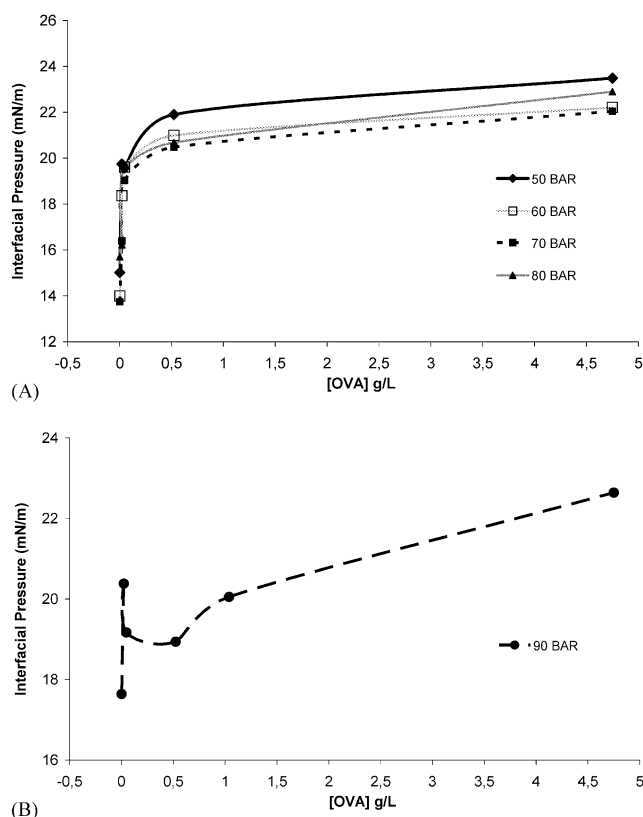 26
24
22
20
18
16
14
12
Interfacial Pressure (mN/m)
50 BAR
60 BAR
70 BAR
80 BAR
-0,5 0 0,5 1 1,5 2 2,5 3 3,5 4 4,5 5
[OVA] g/L
(A)
24
22
20
18
16
Interfacial Pressure (mN/m)
90 BAR
-0,5 0 0,5 1 1,5 2 2,5 3 3,5 4 4,5 5
[OVA] g/L
(B)